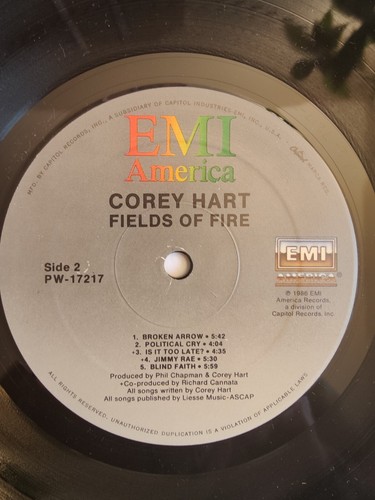 MFD. BY CAPITOL RECORDS, INC., A SUBSIDIARY OF CAPITOL INDUSTRIES-EMI, INC., U.S.A.
EMI
America
COREY HART
FIELDS OF FIRE
Side 2
PW-17217
EMI
AMERICA
℗ 1986 EMI
America Records,
a division of
Capitol Records, Inc.
1. BROKEN ARROW • 5:42
2. POLITICAL CRY • 4:04
+3. IS IT TOO LATE? • 4:35
+4. JIMMY RAE • 5:30
5. BLIND FAITH • 5:59
Produced by Phil Chapman & Corey Hart
+Co-produced by Richard Cannata
All songs written by Corey Hart
All songs published by Liesse Music-ASCAP
ALL RIGHTS RESERVED. UNAUTHORIZED DUPLICATION IS A VIOLATION OF APPLICABLE LAWS.